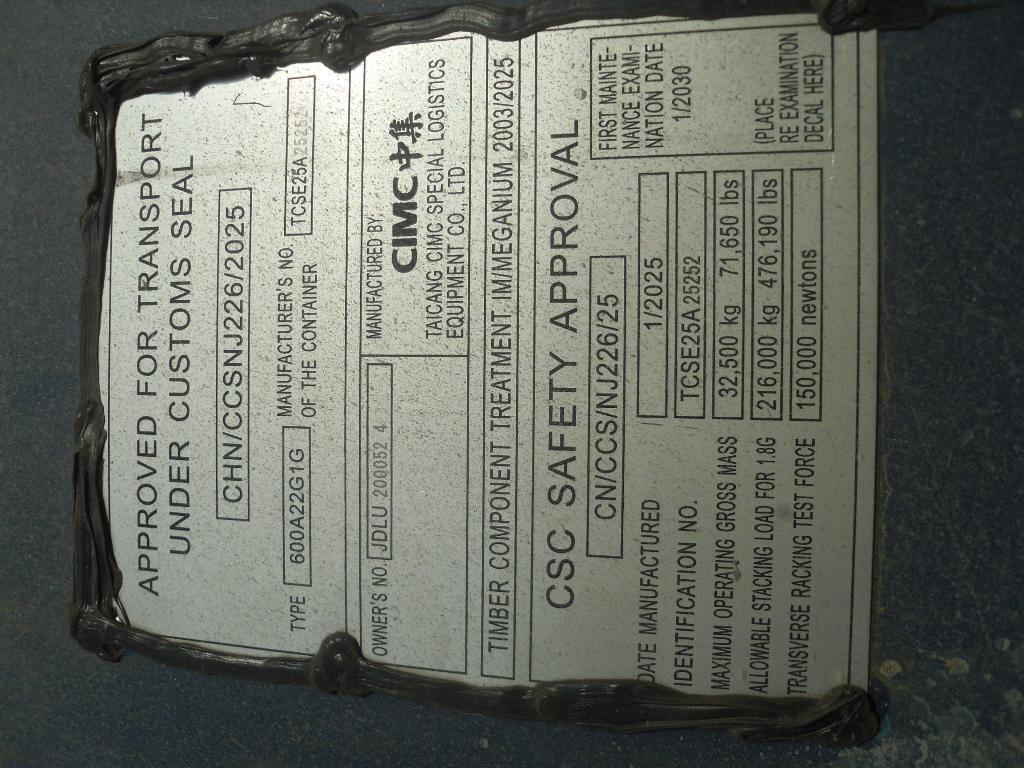 APPROVED FOR TRANSPORT
UNDER CUSTOMS SEAL
CHN/CCSNJ226/2025
TYPE 600A22G1G MANUFACTURER'S NO. OF THE CONTAINER TCSE25A25252
OWNER'S NO. JDLU 200052 4
MANUFACTURED BY:
CIMC中集
TAICANG CIMC SPECIAL LOGISTICS
EQUIPMENT CO., LTD.
TIMBER COMPONENT TREATMENT. IM/MEGANIUM 2003/2025
CSC SAFETY APPROVAL
CN/CCS/NJ226/25
DATE MANUFACTURED 1/2025
IDENTIFICATION NO. TCSE25A25252
MAXIMUM OPERATING GROSS MASS 32,500 kg 71,650 lbs
ALLOWABLE STACKING LOAD FOR 1.8G 216,000 kg 476,190 lbs
TRANSVERSE RACKING TEST FORCE 150,000 newtons
FIRST MAINTE-
NANCE EXAMI-
NATION DATE
1/2030
(PLACE
RE EXAMINATION
DECAL HERE)